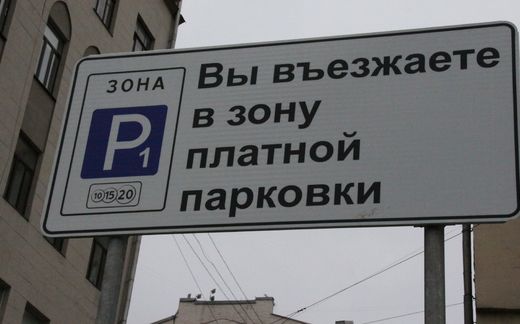 ЗОНА
P1
10 15 20
Вы въезжаете
в зону
платной
парковки